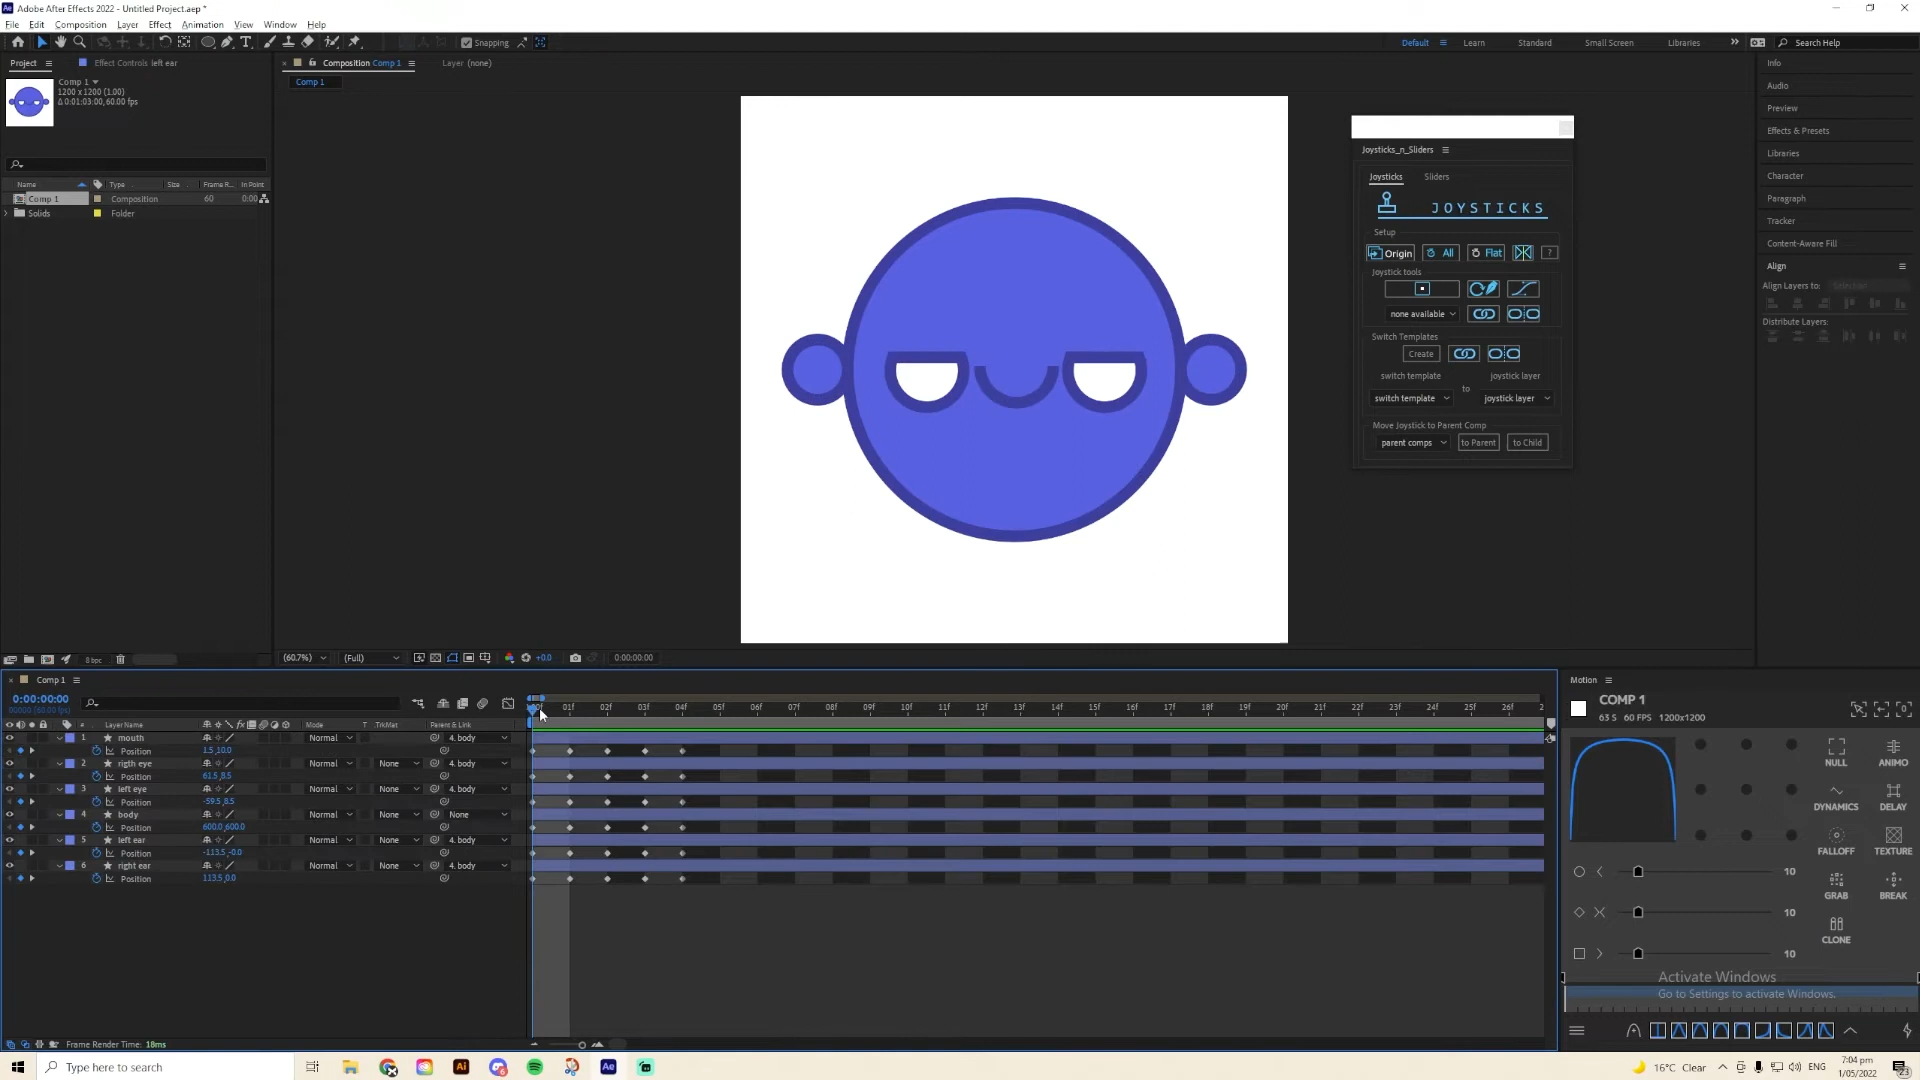 Ae Adobe After Effects 2022 - Untitled Project.aep *
File Edit Composition Layer Effect Animation View Window Help
Snapping
Default Learn Standard Small Screen Libraries Search Help
Project Effect Controls left ear
Composition Comp 1 Layer (none)
Comp 1
Comp 1
1200 x 1200 (1.00)
Δ 0:01:03:00, 60.00 fps
Name Type Size Frame R... In Point
Comp 1 Composition 60 0:00
Solids Folder
8 bpc
Joysticks_n_Sliders
Joysticks Sliders
JOYSTICKS
Setup
Origin All Flat ?
Joystick tools
none available
Switch Templates
Create
switch template joystick layer
to
switch template joystick layer
Move Joystick to Parent Comp
parent comps to Parent to Child
Info
Audio
Preview
Effects & Presets
Libraries
Character
Paragraph
Tracker
Content-Aware Fill
Align
Align Layers to: Selection
Distribute Layers:
(60.7%) (Full) +0.0 0:00:00:00
Comp 1
0:00:00:00
00000 (60.00 fps)
01f 02f 03f 04f 05f 06f 07f 08f 09f 10f 11f 12f 13f 14f 15f 16f 17f 18f 19f 20f 21f 22f 23f 24f 25f 26f 2
# Layer Name Mode T .TrkMat Parent & Link
1 mouth Normal 4. body
Position 1.5,10.0
2 rigth eye Normal None 4. body
Position 61.5,8.5
3 left eye Normal None 4. body
Position -59.5,8.5
4 body Normal None None
Position 600.0,600.0
5 left ear Normal None 4. body
Position -113.5,-0.0
6 right ear Normal None 4. body
Position 113.5,0.0
Frame Render Time: 18ms
Motion
COMP 1
63 S 60 FPS 1200x1200
NULL ANIMO
DYNAMICS DELAY
FALLOFF TEXTURE
10
GRAB BREAK
10
CLONE
10
Activate Windows
Go to Settings to activate Windows.
Type here to search
Ai
Ae
16°C Clear
ENG
7:04 pm
1/05/2022
23